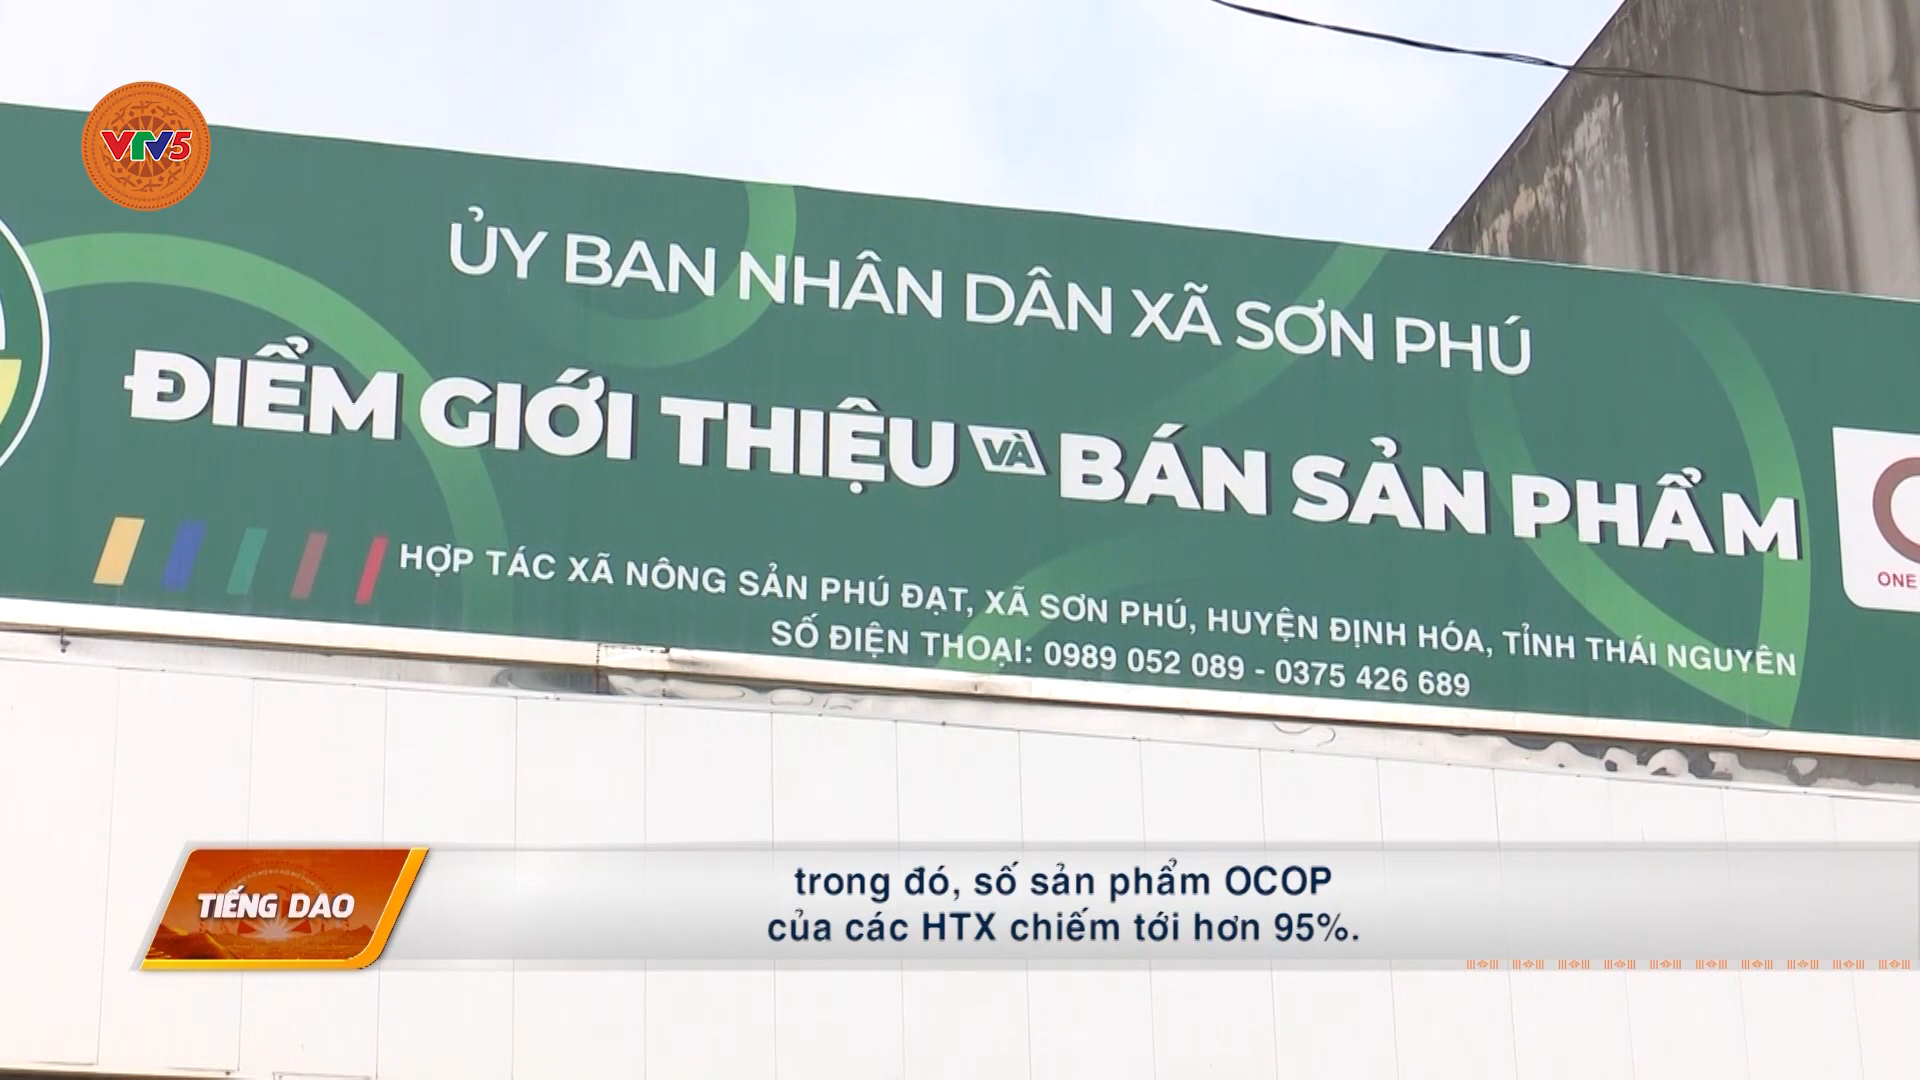 VTV5
ỦY BAN NHÂN DÂN XÃ SƠN PHÚ
ĐIỂM GIỚI THIỆU VÀ BÁN SẢN PHẨM
HỢP TÁC XÃ NÔNG SẢN PHÚ ĐẠT, XÃ SƠN PHÚ, HUYỆN ĐỊNH HÓA, TỈNH THÁI NGUYÊN
SỐ ĐIỆN THOẠI: 0989 052 089 - 0375 426 689
ONE
TIẾNG DAO
trong đó, số sản phẩm OCOP
của các HTX chiếm tới hơn 95%.